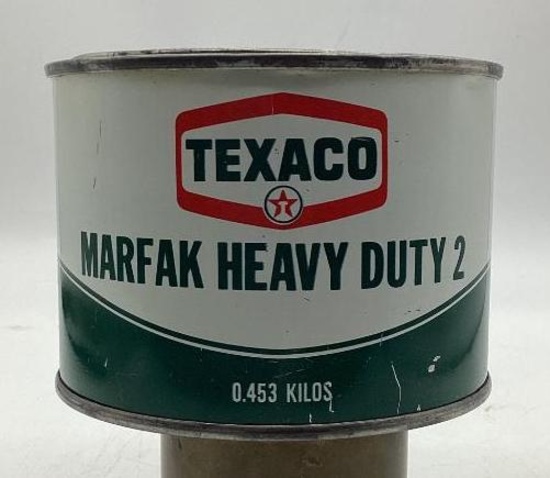 TEXACO
T
MARFAK HEAVY DUTY 2
0.453 KILOS